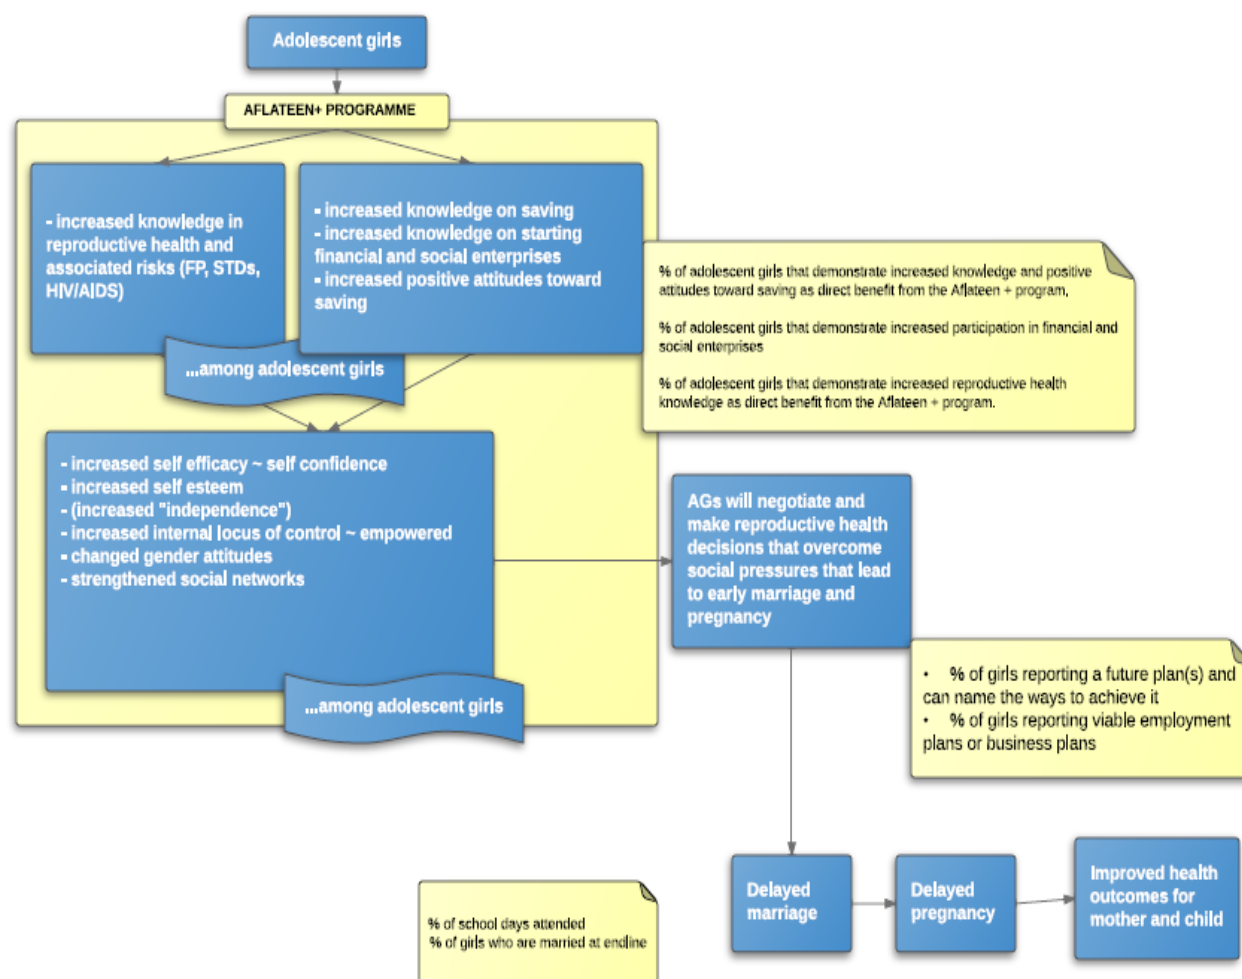 Adolescent girls
AFLATEEN+ PROGRAMME
- increased knowledge in
reproductive health and
associated risks (FP, STDs,
HIV/AIDS)
- increased knowledge on saving
- increased knowledge on starting
financial and social enterprises
- increased positive attitudes toward
saving
...among adolescent girls
% of adolescent girls that demonstrate increased knowledge and positive
attitudes toward saving as direct benefit from the Aflateen + program,
% of adolescent girls that demonstrate increased participation in financial and
social enterprises
% of adolescent girls that demonstrate increased reproductive health
knowledge as direct benefit from the Aflateen + program.
- increased self efficacy ~ self confidence
- increased self esteem
- (increased "independence")
- increased internal locus of control ~ empowered
- changed gender attitudes
- strengthened social networks
...among adolescent girls
AGs will negotiate and
make reproductive health
decisions that overcome
social pressures that lead
to early marriage and
pregnancy
• % of girls reporting a future plan(s) and
can name the ways to achieve it
• % of girls reporting viable employment
plans or business plans
Delayed
marriage
Delayed
pregnancy
Improved health
outcomes for
mother and child
% of school days attended
% of girls who are married at endline